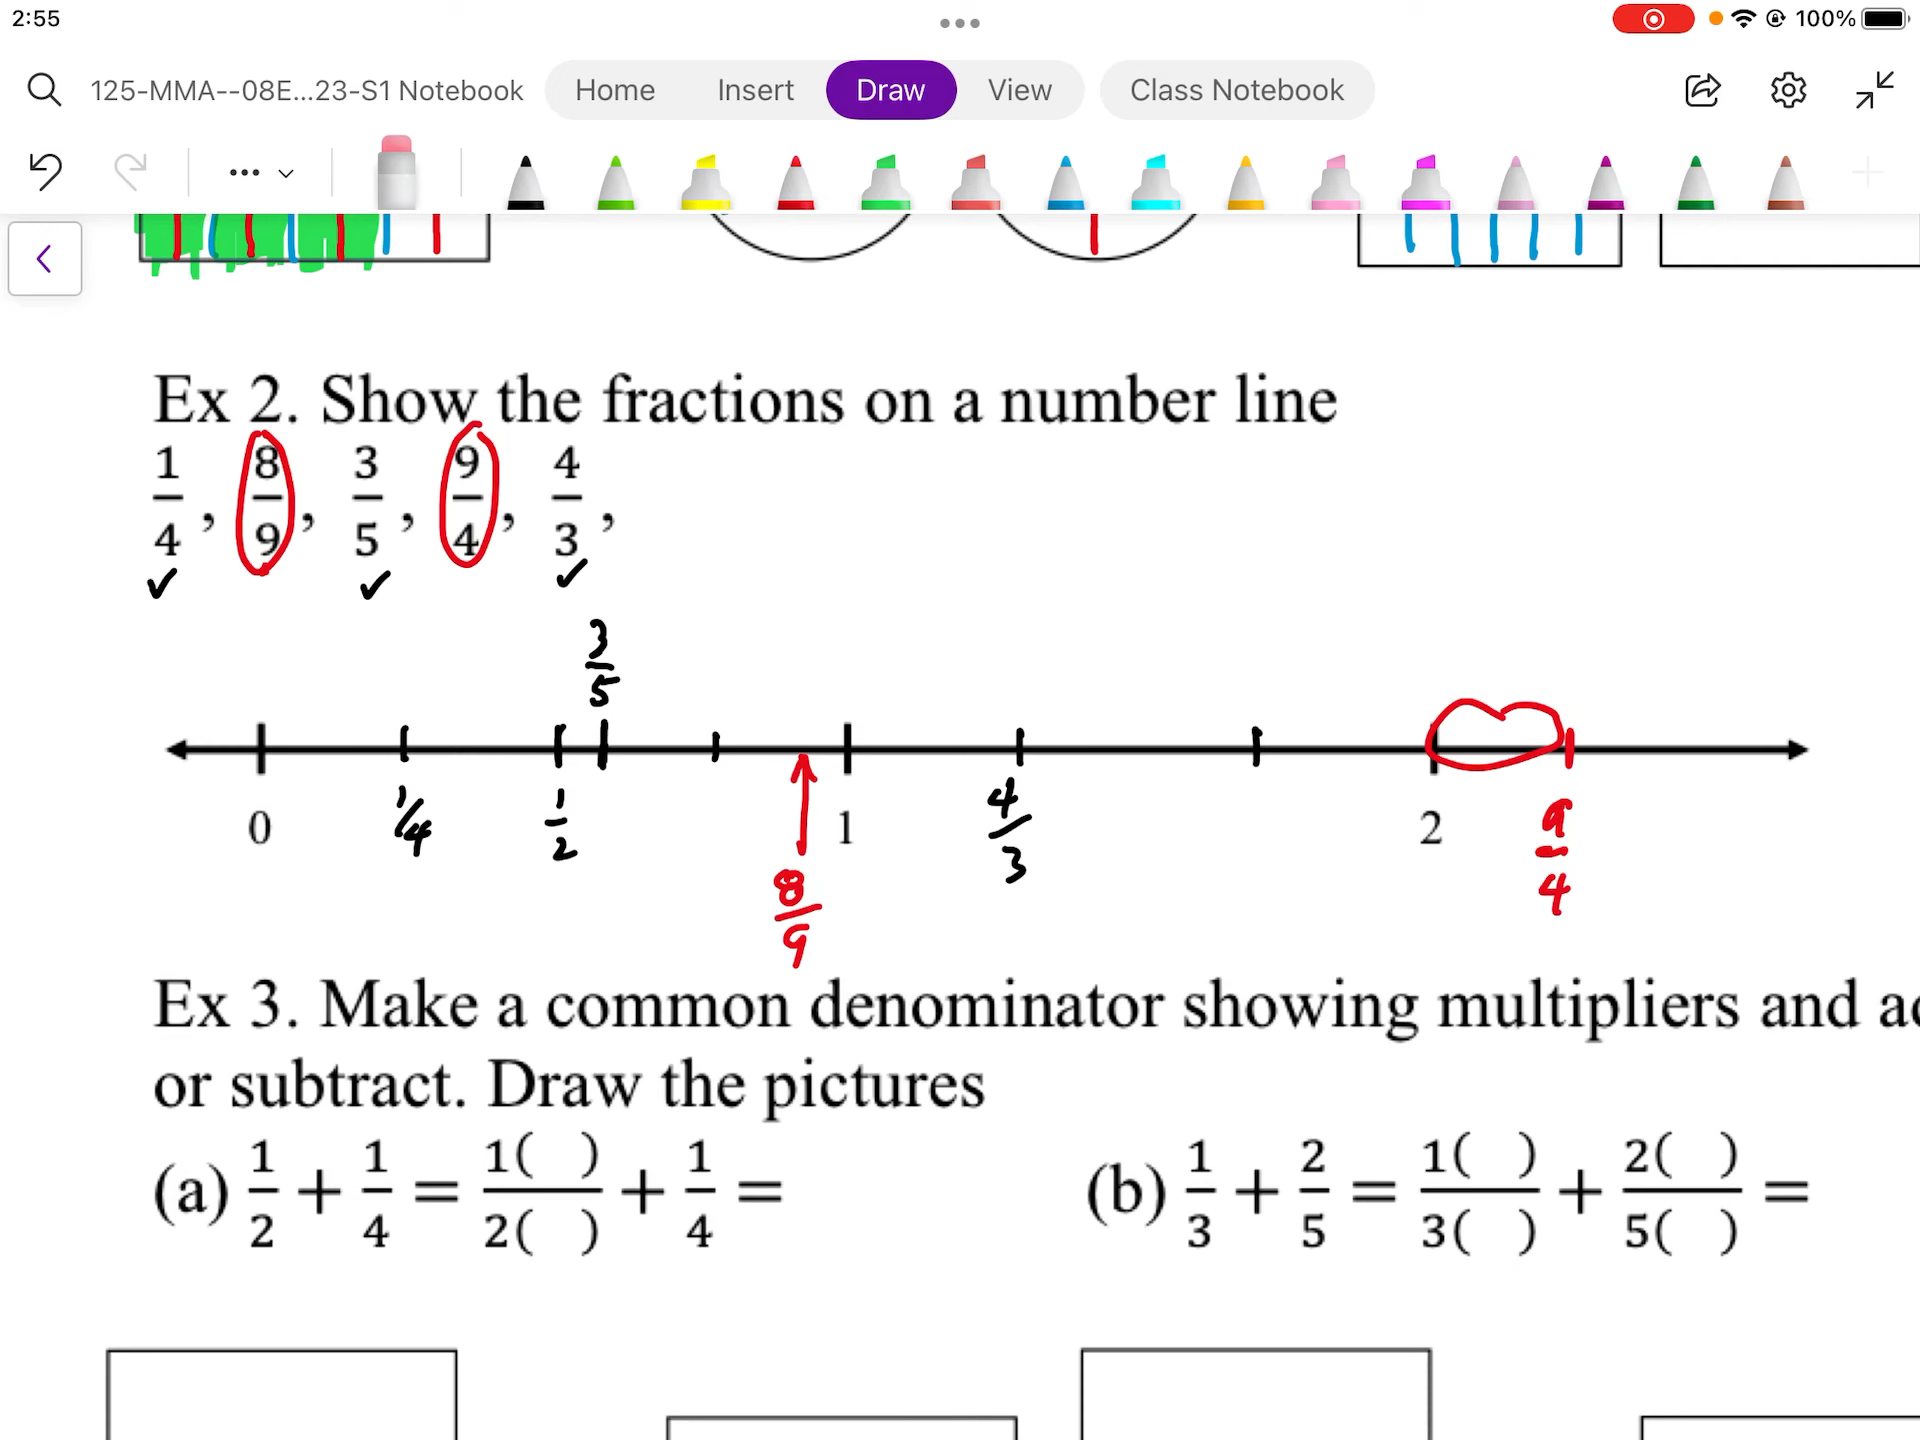 2:55
100%
125-MMA--08E...23-S1 Notebook Home Insert Draw View Class Notebook
Ex 2. Show the fractions on a number line
1/4, 8/9, 3/5, 9/4, 4/3,
3/5
0 1/4 1/2 1 4/3 2 9/4
8/9
Ex 3. Make a common denominator showing multipliers and
or subtract. Draw the pictures
(a) 1/2 + 1/4 = 1( )/2( ) + 1/4 =
(b) 1/3 + 2/5 = 1( )/3( ) + 2( )/5( ) =